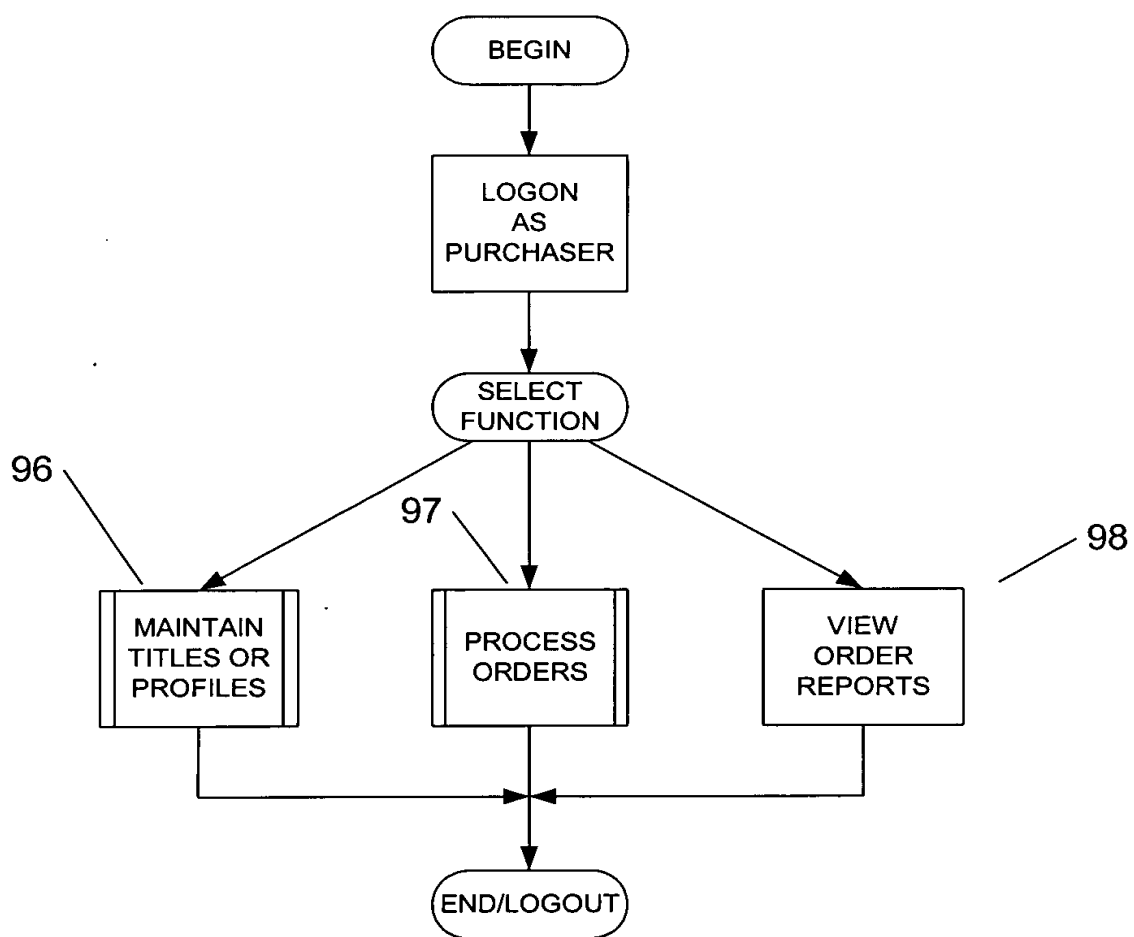 BEGIN
LOGON
AS
PURCHASER
SELECT
FUNCTION
96
97
98
MAINTAIN
TITLES OR
PROFILES
PROCESS
ORDERS
VIEW
ORDER
REPORTS
END/LOGOUT